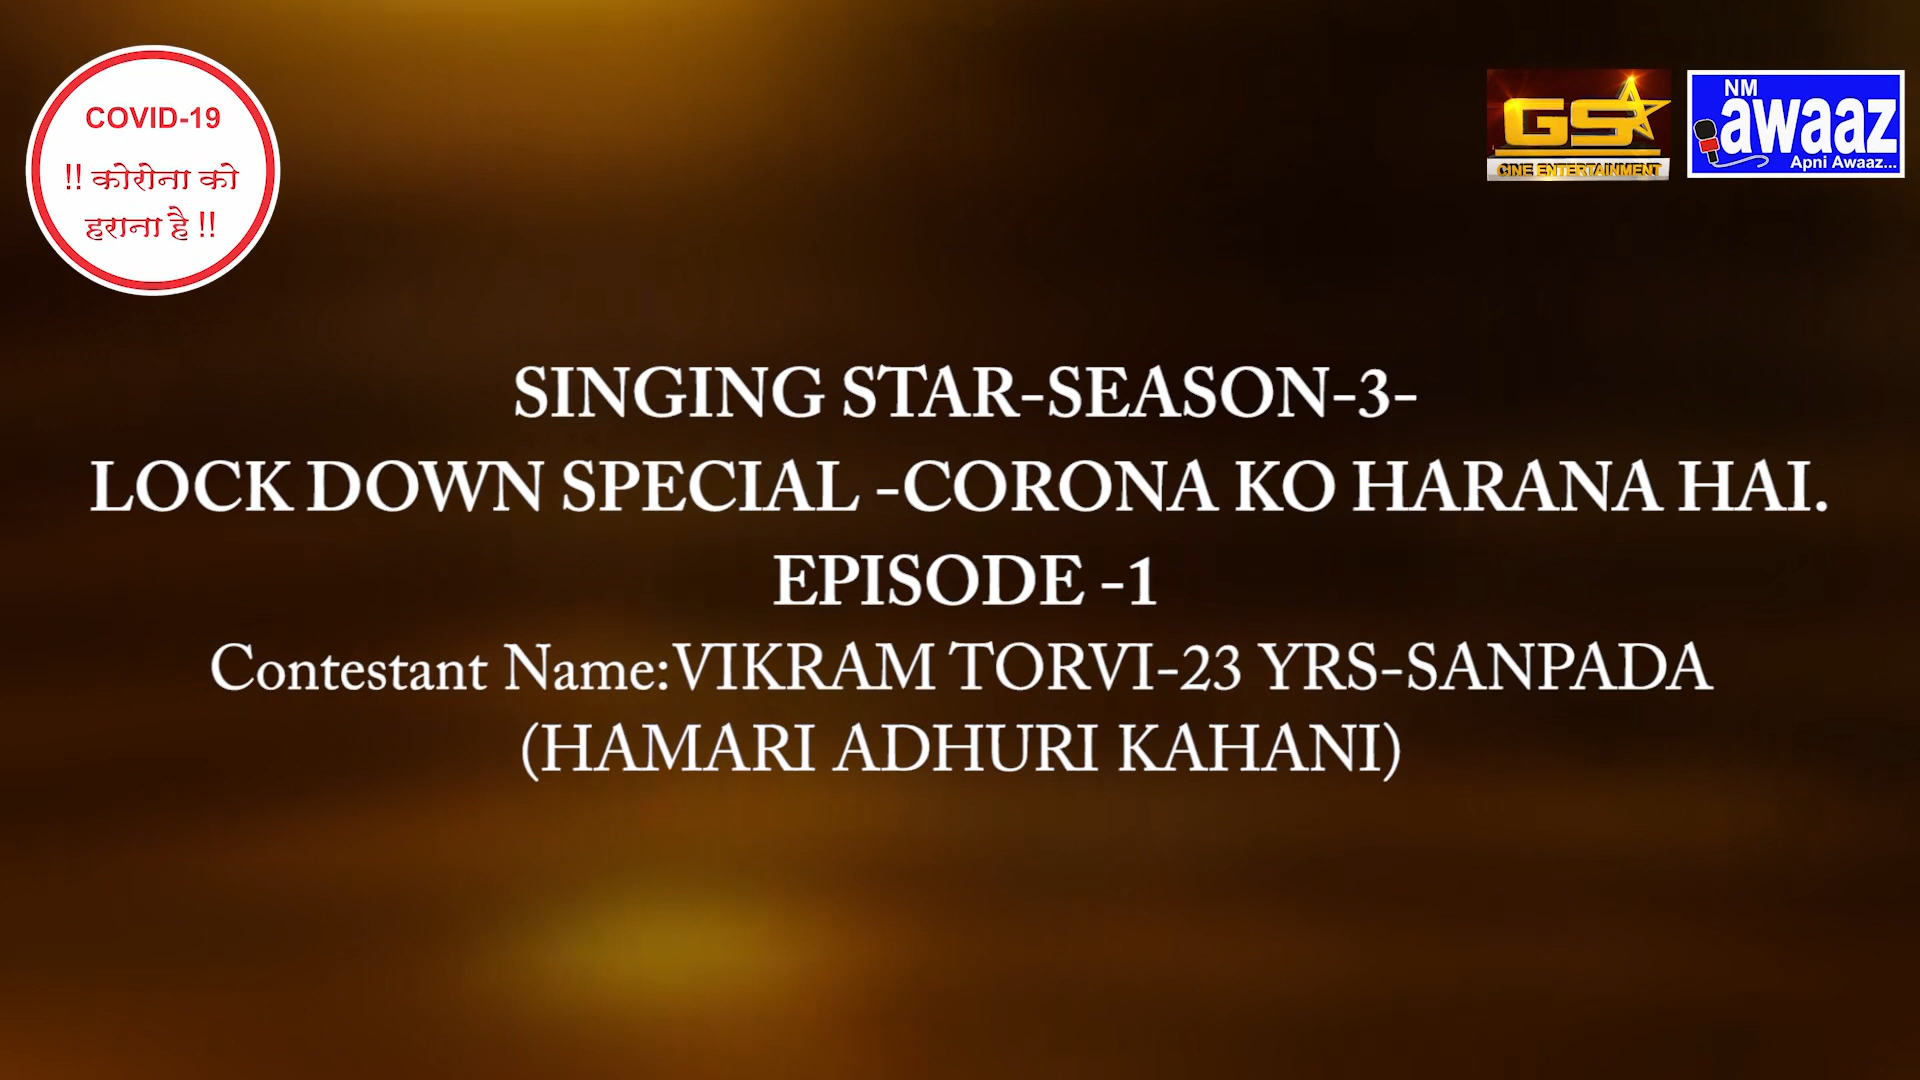 COVID-19
!! कोरोना को
हराना है !!
GS
CINE ENTERTAINMENT
NM
awaaz
Apni Awaaz...
SINGING STAR-SEASON-3-
LOCK DOWN SPECIAL -CORONA KO HARANA HAI.
EPISODE -1
Contestant Name:VIKRAM TORVI-23 YRS-SANPADA
(HAMARI ADHURI KAHANI)